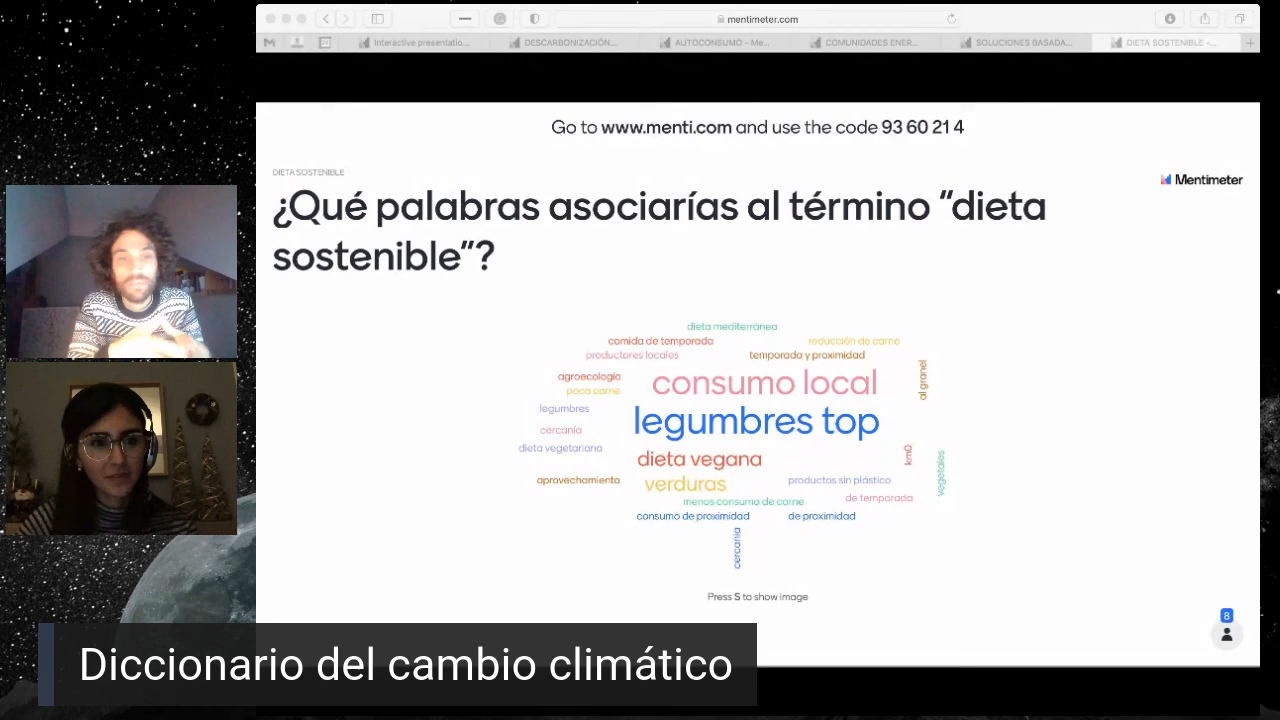 mentimeter.com
Interactive presentatio...
DESCARBONIZACIÓN...
AUTOCONSUMO - Me...
COMUNIDADES ENER...
SOLUCIONES BASADA...
DIETA SOSTENIBLE -...
Go to www.menti.com and use the code 93 60 21 4
DIETA SOSTENIBLE
Mentimeter
¿Qué palabras asociarías al término “dieta
sostenible”?
dieta mediterránea
comida de temporada
reducción de carne
productores locales
temporada y proximidad
agroecología
consumo local
al granel
poca carne
legumbres
legumbres top
cercanía
dieta vegetariana
dieta vegana
km0
vegetales
aprovechamiento
verduras
productos sin plástico
menos consumo de carne
de temporada
consumo de proximidad
de proximidad
cercania
Press S to show image
8
Diccionario del cambio climático